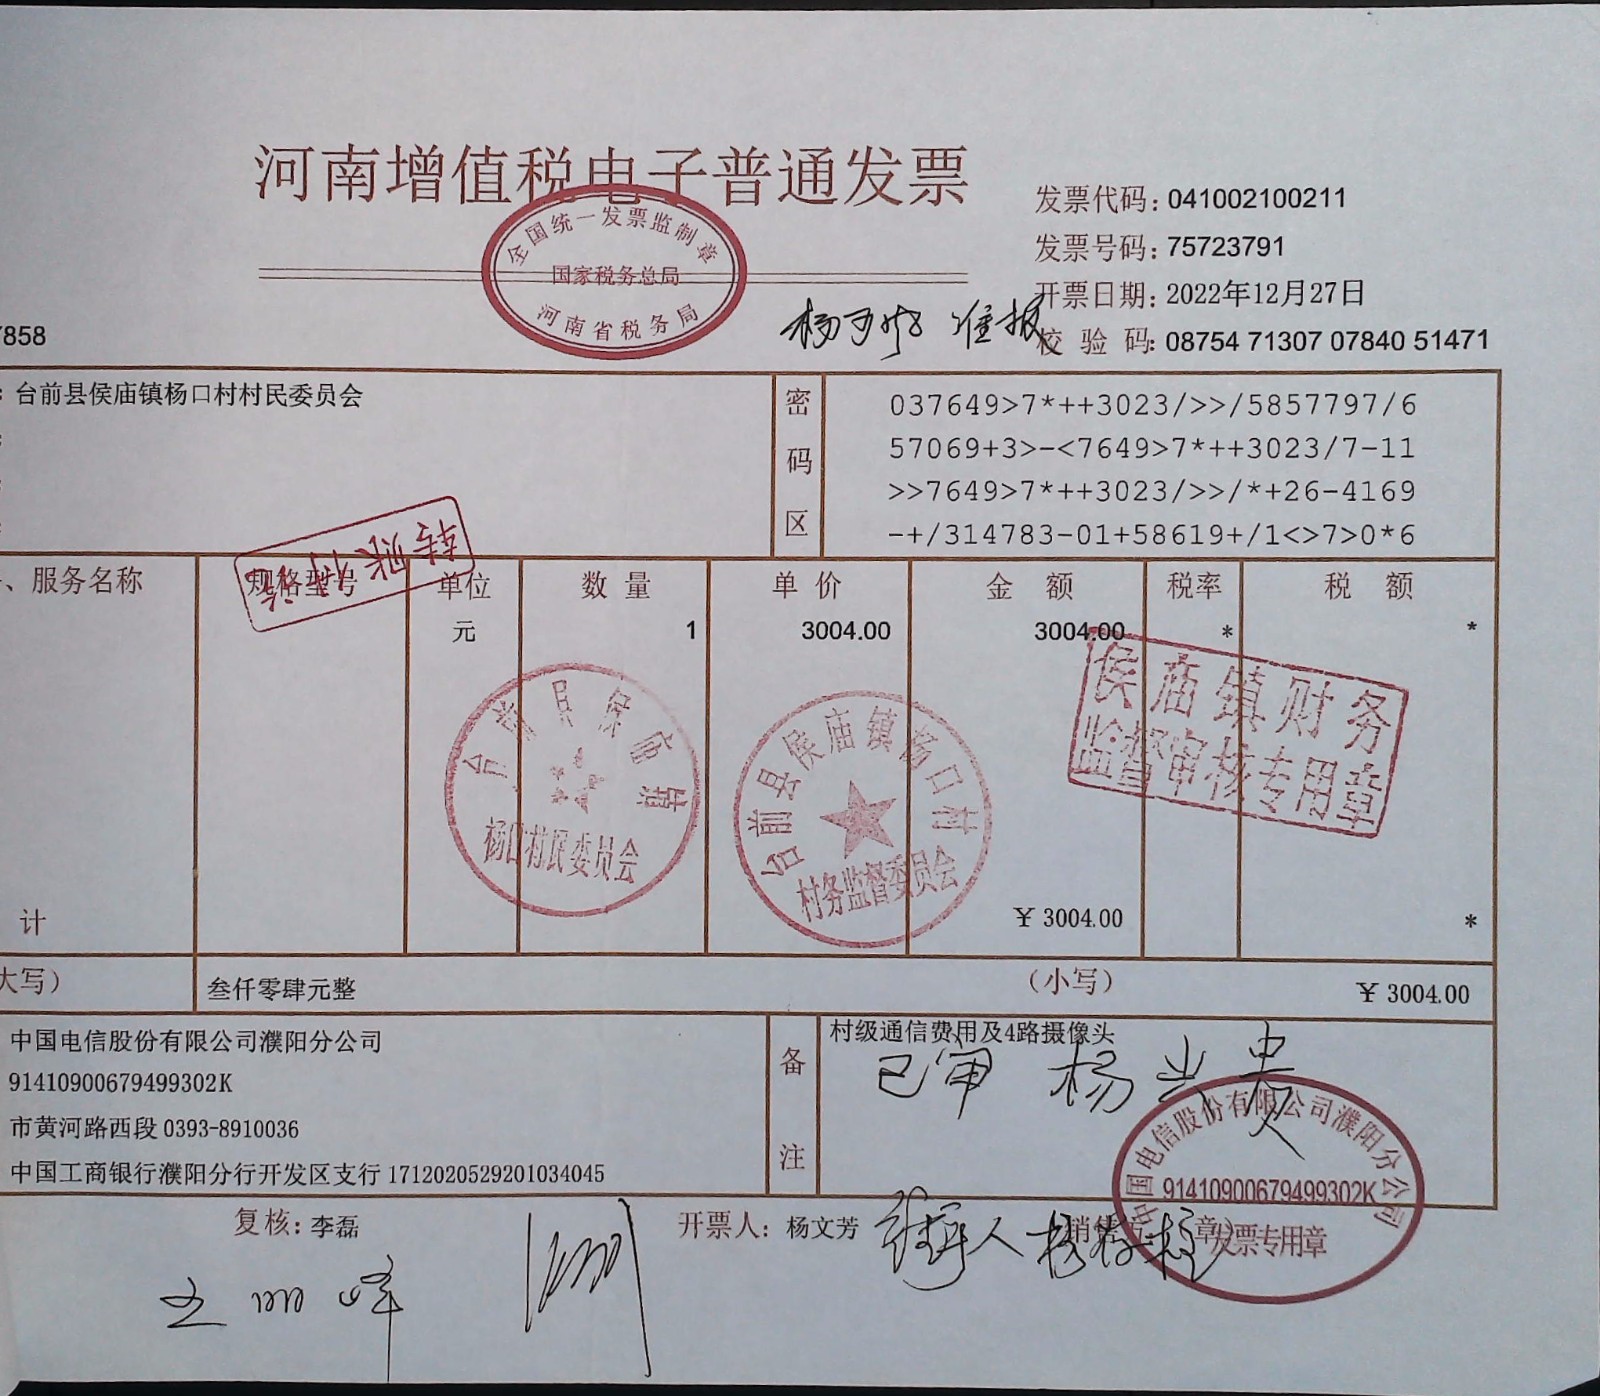 河南增值税电子普通发票
全国统一发票监制章
国家税务总局
河南省税务局
发票代码: 041002100211
发票号码: 75723791
开票日期: 2022年12月27日
校验码: 08754 71307 07840 51471
准报
7858
: 台前县侯庙镇杨口村村民委员会
密码区
037649>7*++3023/>>/5857797/6
57069+3>-<7649>7*++3023/7-11
>>7649>7*++3023/>>/*+26-4169
-+/314783-01+58619+/1<>7>0*6
、服务名称 规格型号 单位 数量 单价 金额 税率 税额
元 1 3004.00 3004.00 * *
侯庙镇财务
监督审核专用章
台前县侯庙镇
杨口村民委员会
台前县侯庙镇杨口村
村务监督委员会
计 ¥ 3004.00 *
大写) 叁仟零肆元整 (小写) ¥ 3004.00
中国电信股份有限公司濮阳分公司
91410900679499302K
市黄河路西段 0393-8910036
中国工商银行濮阳分行开发区支行 1712020529201034045
备注
村级通信费用及4路摄像头
已审 杨
中国电信股份有限公司濮阳分公司
91410900679499302K
发票专用章
复核: 李磊 开票人: 杨文芳 销售方: (章)